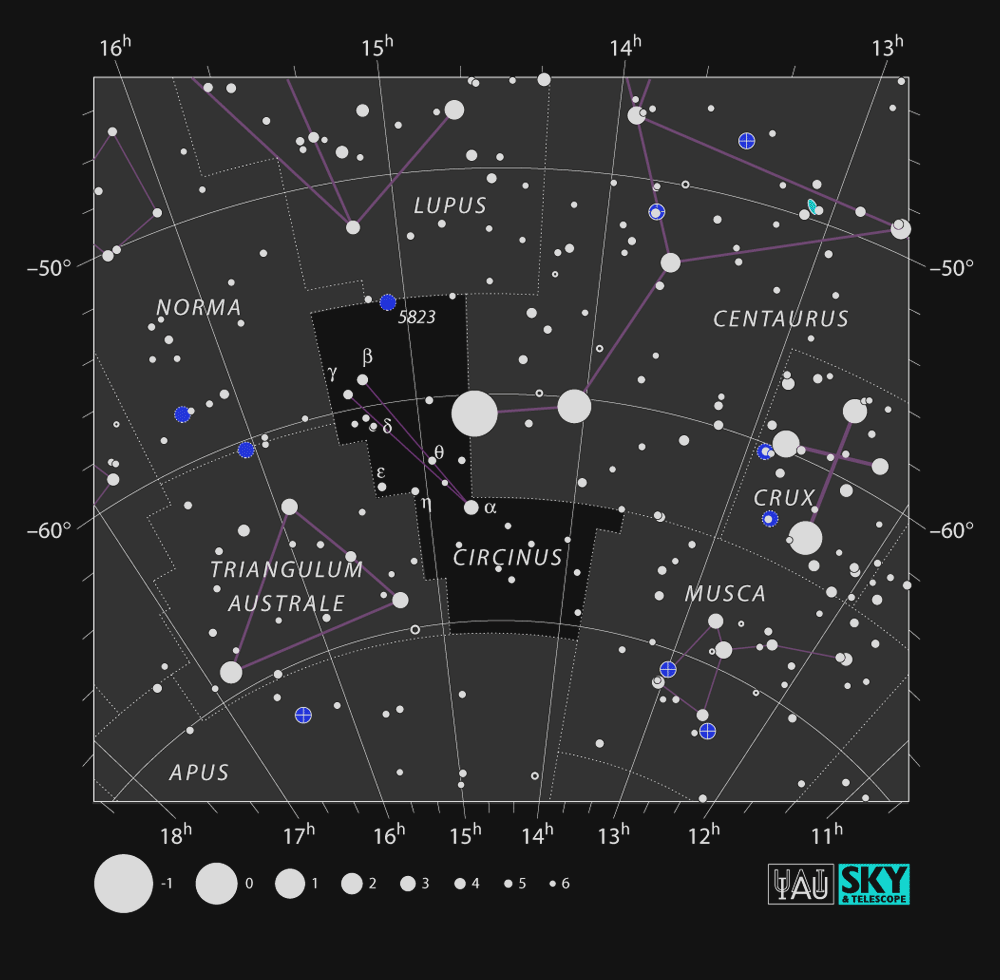 16h 15h 14h 13h
LUPUS
–50° –50°
NORMA
5823
CENTAURUS
β
γ
δ
θ
ε
CRUX
η
α
–60° –60°
CIRCINUS
TRIANGULUM
AUSTRALE
MUSCA
APUS
18h 17h 16h 15h 14h 13h 12h 11h
-1 0 1 2 3 4 5 6
IAU
SKY
& TELESCOPE